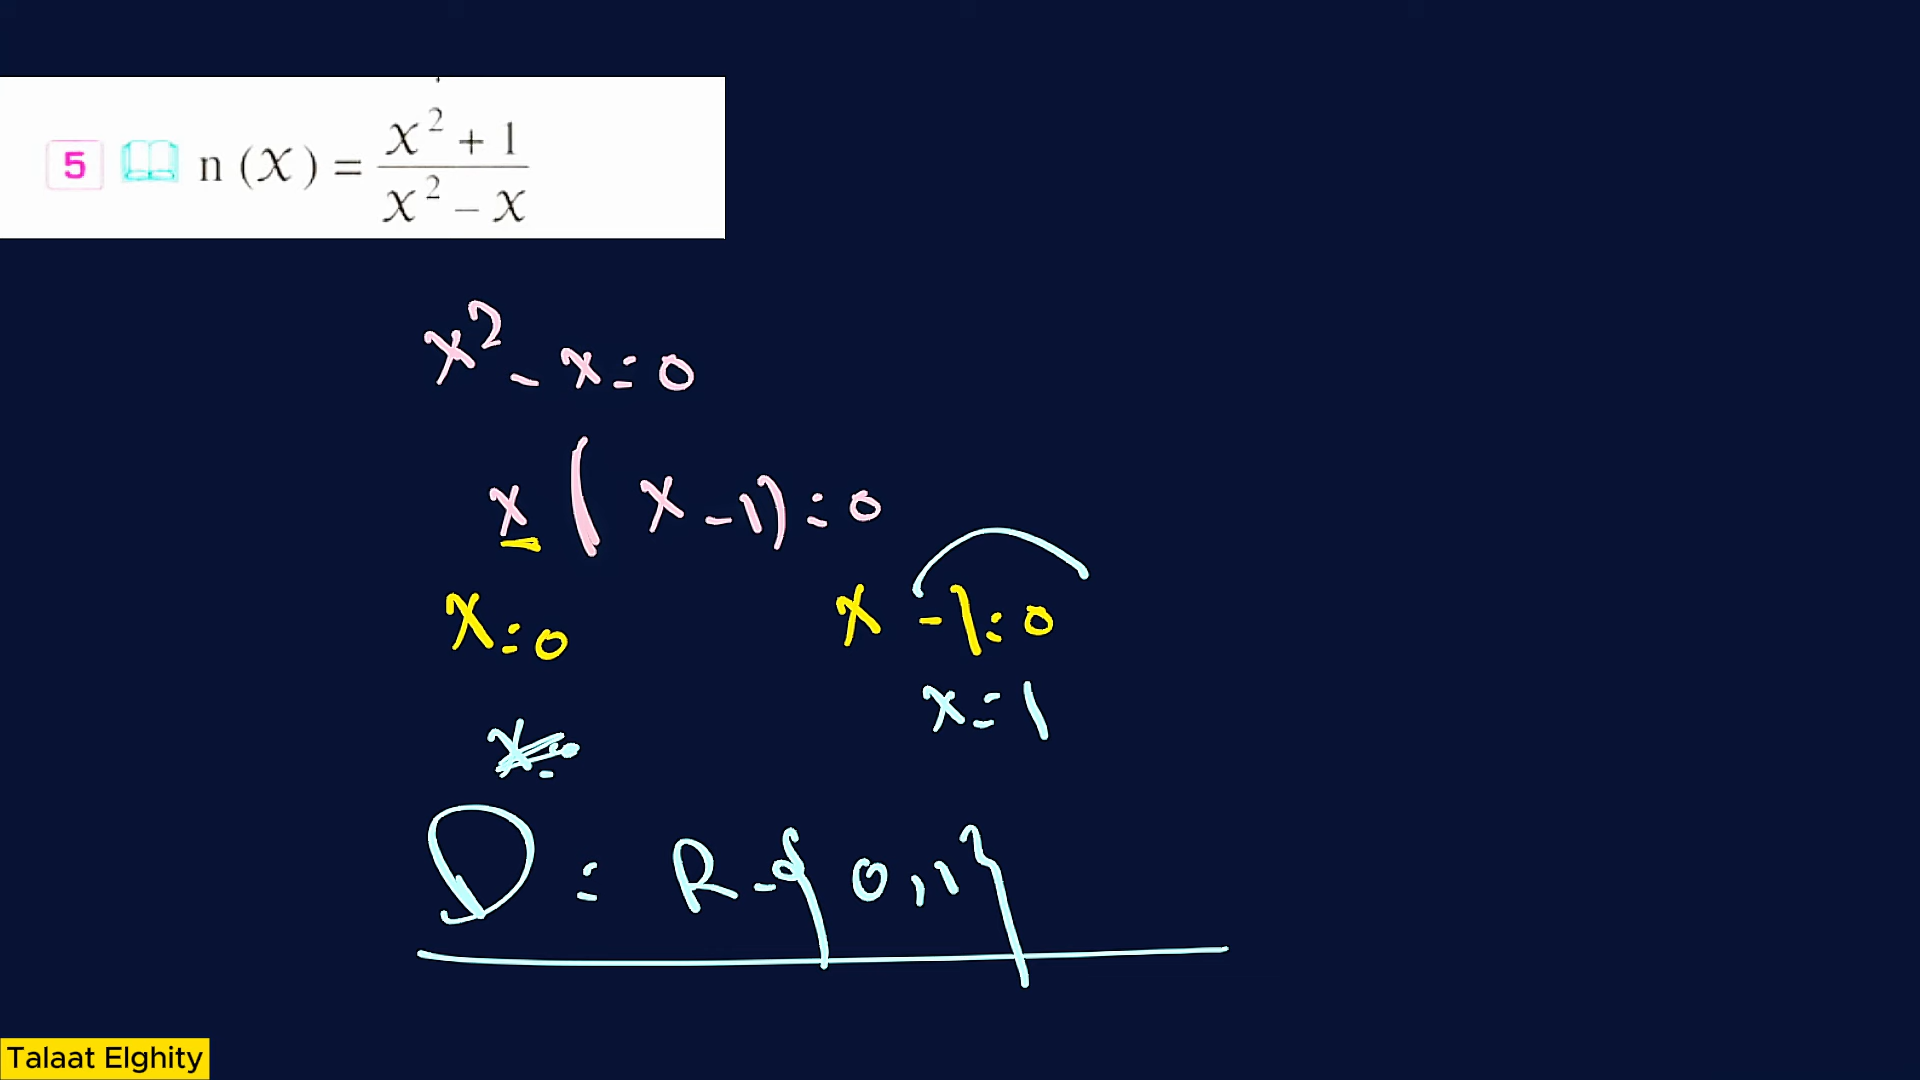 5 n (X) = X² + 1 / X² – X
x² - x = 0
x ( x - 1) = 0
x = 0 x - 1 = 0
x = 1
D = R - { 0 , 1 }
Talaat Elghity